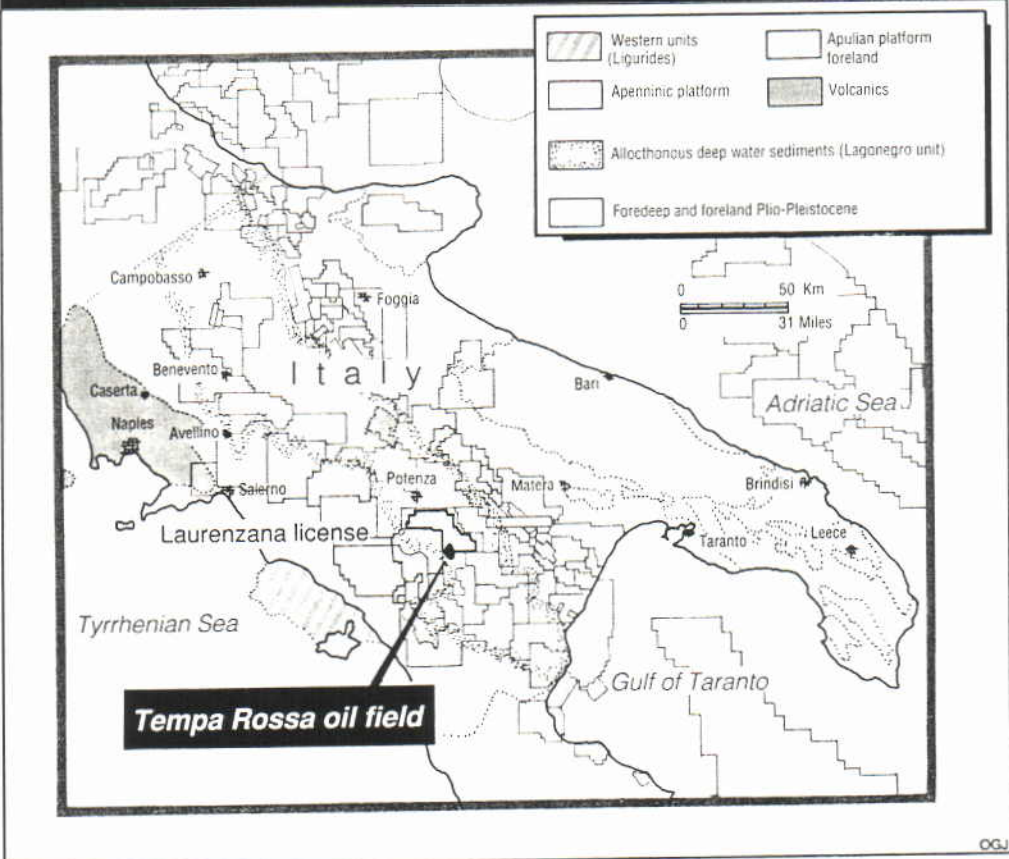 Western units
(Ligurides)
Apulian platform
foreland
Apenninic platform
Volcanics
Allocthonous deep water sediments (Lagonegro unit)
Foredeep and foreland Plio-Pleistocene
Campobasso
Foggia
0 50 Km
0 31 Miles
Benevento
Italy
Caserta
Bari
Adriatic Sea
Naples
Avellino
Salerno
Potenza
Matera
Brindisi
Laurenzana license
Taranto
Leece
Tyrrhenian Sea
Gulf of Taranto
Tempa Rossa oil field
OGJ